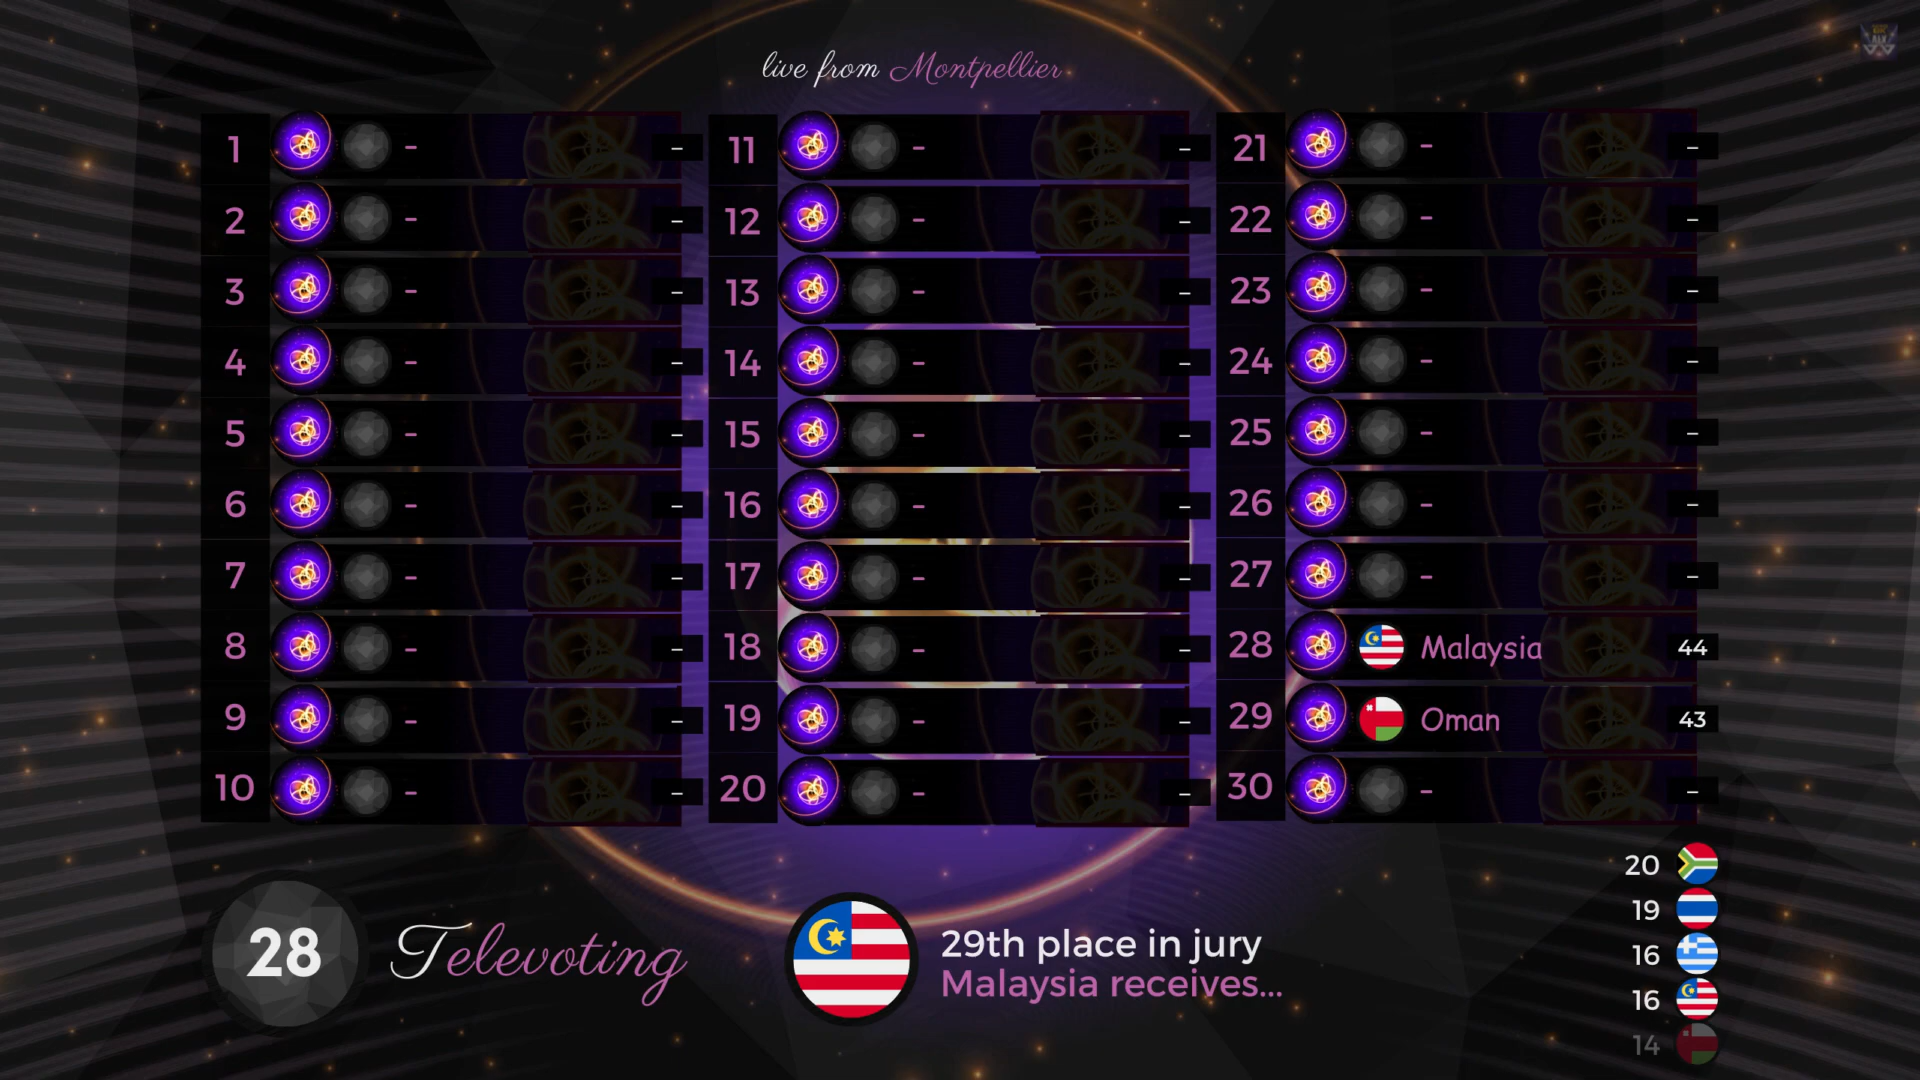 live from Montpellier
1 - –
2 - –
3 - –
4 - –
5 - –
6 - –
7 - –
8 - –
9 - –
10 - –
11 - –
12 - –
13 - –
14 - –
15 - –
16 - –
17 - –
18 - –
19 - –
20 - –
21 - –
22 - –
23 - –
24 - –
25 - –
26 - –
27 - –
28 Malaysia 44
29 Oman 43
30 - –
28 Televoting
29th place in jury
Malaysia receives...
20
19
16
16
14